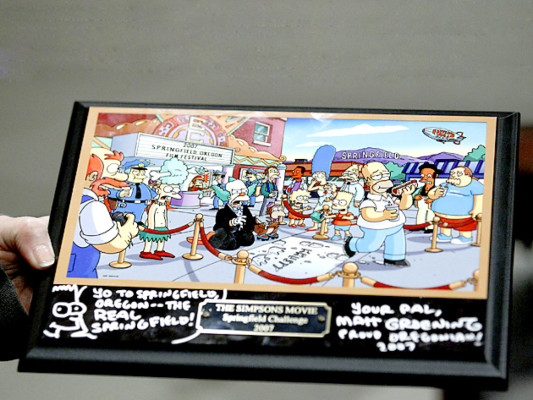 2007
SPRINGFIELD OREGON
FILM FESTIVAL
SPRINGFIELD
YO TO SPRINGFIELD,
OREGON -- THE
REAL
SPRINGFIELD!
THE SIMPSONS MOVIE
Springfield Challenge
2007
YOUR PAL,
MATT GROENING
PROUD OREGONIAN!
2007